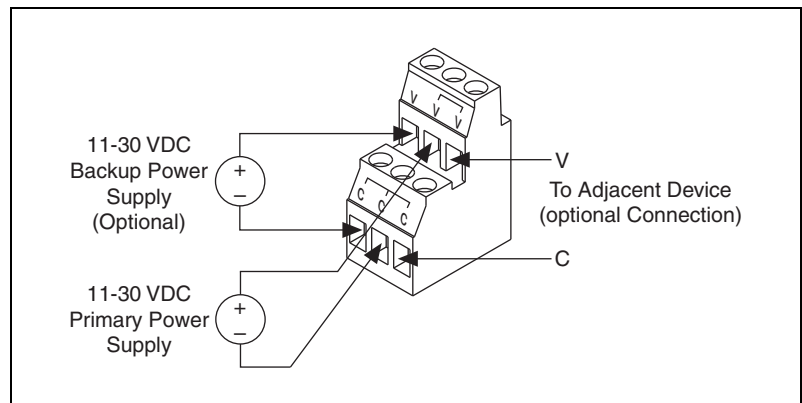 V V V
11-30 VDC
Backup Power
Supply
(Optional)
+
–
V
To Adjacent Device
(optional Connection)
C C C
C
11-30 VDC
Primary Power
Supply
+
–